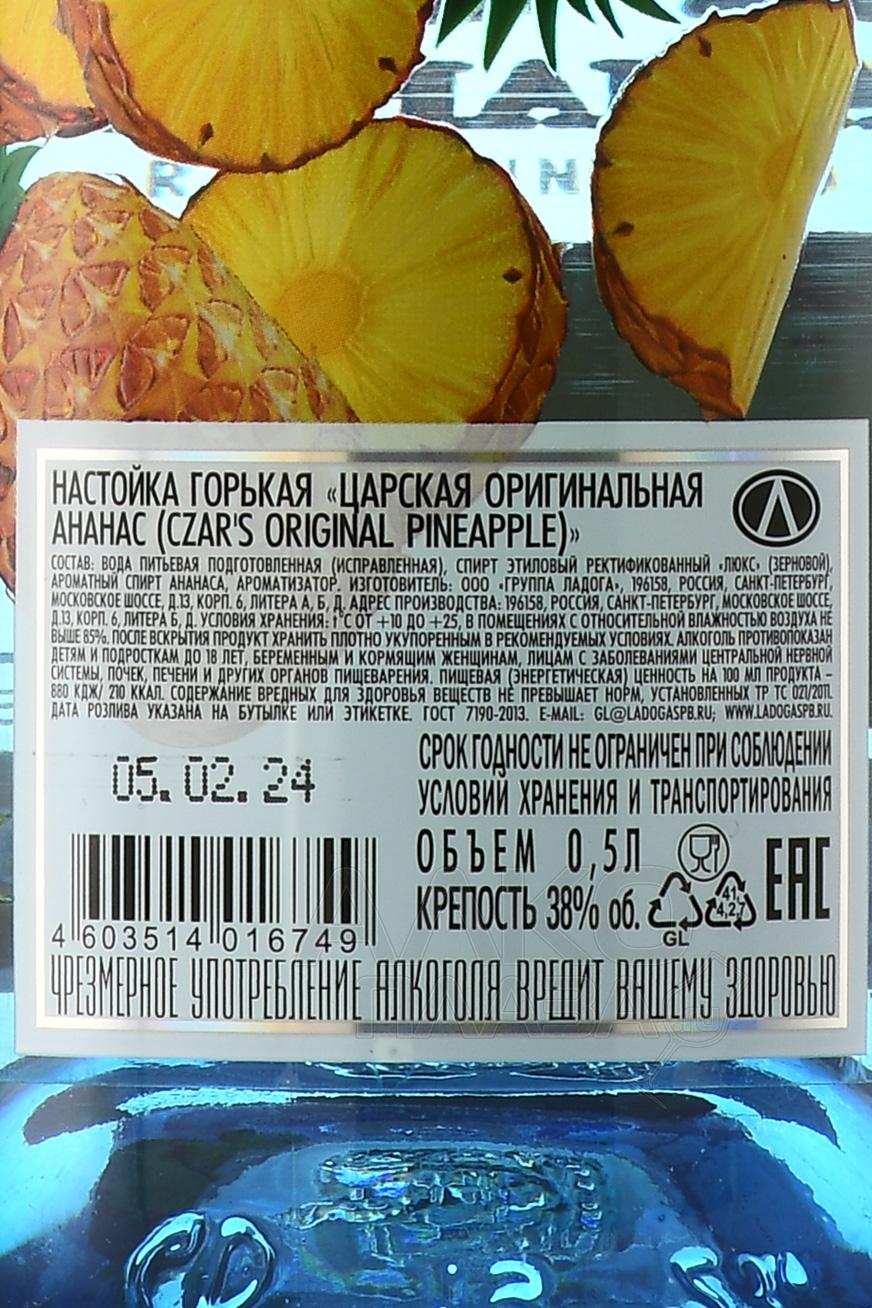 НАСТОЙКА ГОРЬКАЯ «ЦАРСКАЯ ОРИГИНАЛЬНАЯ
АНАНАС (CZAR'S ORIGINAL PINEAPPLE)»
СОСТАВ: ВОДА ПИТЬЕВАЯ ПОДГОТОВЛЕННАЯ (ИСПРАВЛЕННАЯ), СПИРТ ЭТИЛОВЫЙ РЕКТИФИКОВАННЫЙ «ЛЮКС» (ЗЕРНОВОЙ),
АРОМАТНЫЙ СПИРТ АНАНАСА, АРОМАТИЗАТОР. ИЗГОТОВИТЕЛЬ: ООО «ГРУППА ЛАДОГА», 196158, РОССИЯ, САНКТ-ПЕТЕРБУРГ,
МОСКОВСКОЕ ШОССЕ, Д.13, КОРП. 6, ЛИТЕРА А, Б, Д. АДРЕС ПРОИЗВОДСТВА: 196158, РОССИЯ, САНКТ-ПЕТЕРБУРГ, МОСКОВСКОЕ ШОССЕ,
Д.13, КОРП. 6, ЛИТЕРА Б, Д. УСЛОВИЯ ХРАНЕНИЯ: t°С ОТ +10 ДО +25, В ПОМЕЩЕНИЯХ С ОТНОСИТЕЛЬНОЙ ВЛАЖНОСТЬЮ ВОЗДУХА НЕ
ВЫШЕ 85%. ПОСЛЕ ВСКРЫТИЯ ПРОДУКТ ХРАНИТЬ ПЛОТНО УКУПОРЕННЫМ В РЕКОМЕНДУЕМЫХ УСЛОВИЯХ. АЛКОГОЛЬ ПРОТИВОПОКАЗАН
ДЕТЯМ И ПОДРОСТКАМ ДО 18 ЛЕТ, БЕРЕМЕННЫМ И КОРМЯЩИМ ЖЕНЩИНАМ, ЛИЦАМ С ЗАБОЛЕВАНИЯМИ ЦЕНТРАЛЬНОЙ НЕРВНОЙ
СИСТЕМЫ, ПОЧЕК, ПЕЧЕНИ И ДРУГИХ ОРГАНОВ ПИЩЕВАРЕНИЯ. ПИЩЕВАЯ (ЭНЕРГЕТИЧЕСКАЯ) ЦЕННОСТЬ НА 100 МЛ ПРОДУКТА –
880 КДЖ/ 210 ККАЛ. СОДЕРЖАНИЕ ВРЕДНЫХ ДЛЯ ЗДОРОВЬЯ ВЕЩЕСТВ НЕ ПРЕВЫШАЕТ НОРМ, УСТАНОВЛЕННЫХ ТР ТС 021/2011.
ДАТА РОЗЛИВА УКАЗАНА НА БУТЫЛКЕ ИЛИ ЭТИКЕТКЕ. ГОСТ 7190-2013. E-MAIL: GL@LADOGASPB.RU; WWW.LADOGASPB.RU.
05.02.24
СРОК ГОДНОСТИ НЕ ОГРАНИЧЕН ПРИ СОБЛЮДЕНИИ
УСЛОВИЙ ХРАНЕНИЯ И ТРАНСПОРТИРОВАНИЯ
ОБЪЕМ 0,5Л
КРЕПОСТЬ 38% об.
GL
41
4,2,7
EAC
4 603514 016749
ЧРЕЗМЕРНОЕ УПОТРЕБЛЕНИЕ АЛКОГОЛЯ ВРЕДИТ ВАШЕМУ ЗДОРОВЬЮ